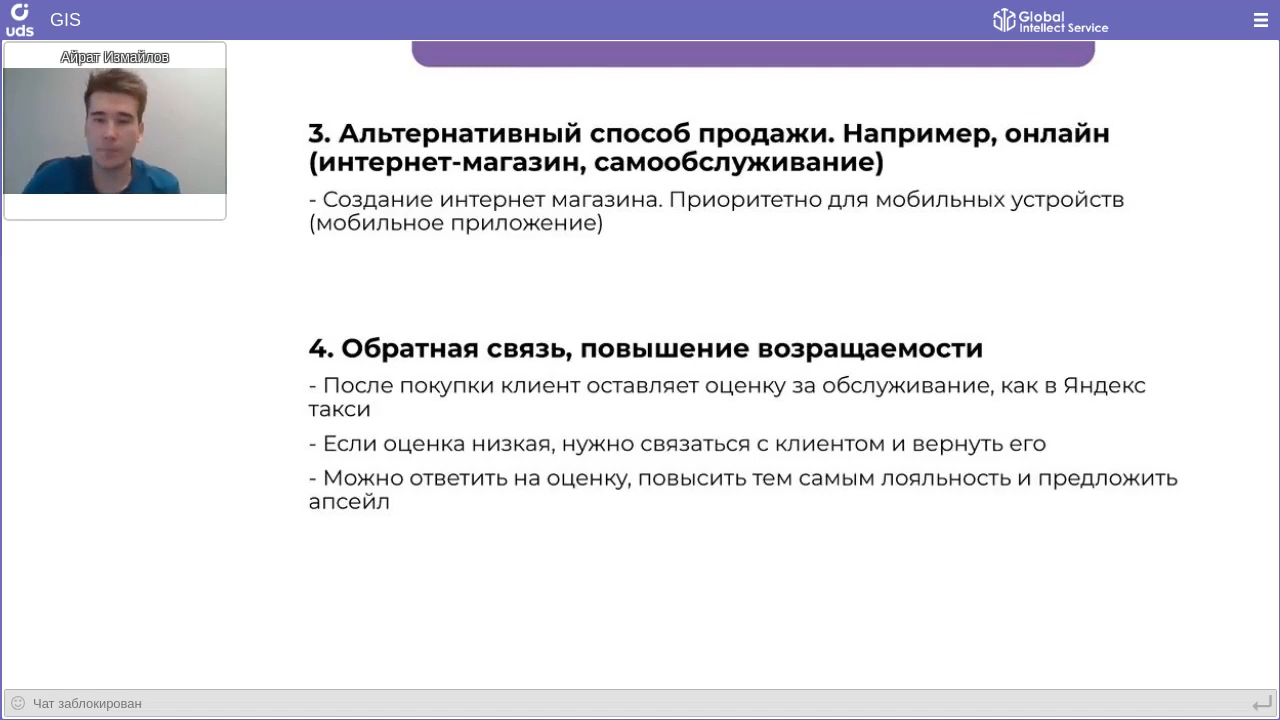 uds
GIS
Global
Intellect Service
Айрат Измайлов
3. Альтернативный способ продажи. Например, онлайн
(интернет-магазин, самообслуживание)
- Создание интернет магазина. Приоритетно для мобильных устройств
(мобильное приложение)
4. Обратная связь, повышение возращаемости
- После покупки клиент оставляет оценку за обслуживание, как в Яндекс
такси
- Если оценка низкая, нужно связаться с клиентом и вернуть его
- Можно ответить на оценку, повысить тем самым лояльность и предложить
апсейл
Чат заблокирован